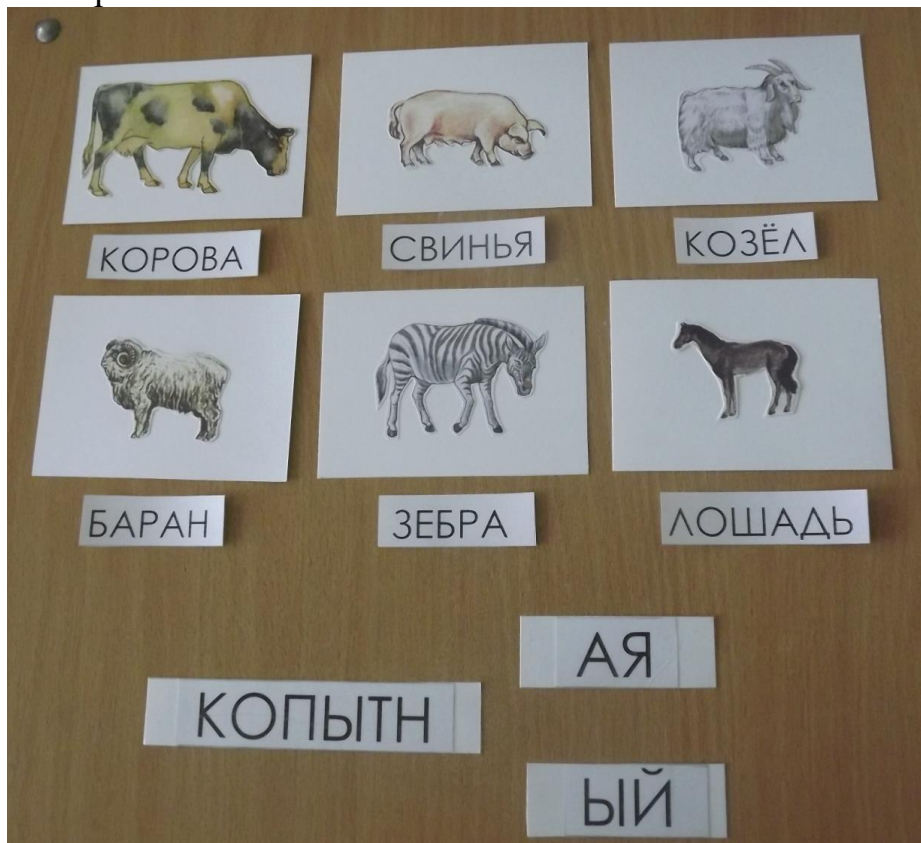 КОРОВА
СВИНЬЯ
КОЗЁЛ
БАРАН
ЗЕБРА
ЛОШАДЬ
АЯ
КОПЫТН
ЫЙ